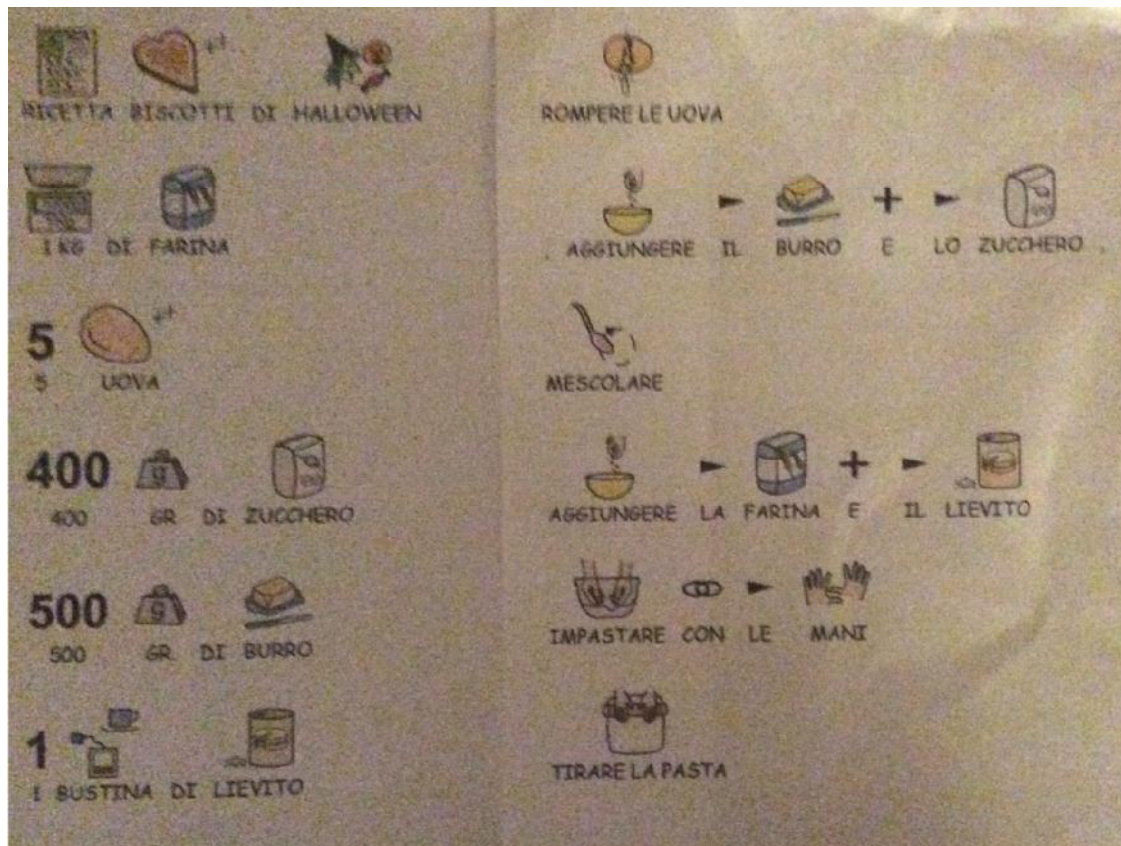 RICETTA BISCOTTI DI HALLOWEEN
1 KG DI FARINA
5
5 UOVA
400 g
400 GR DI ZUCCHERO
500 g
500 GR DI BURRO
1
1 BUSTINA DI LIEVITO
ROMPERE LE UOVA
. AGGIUNGERE IL BURRO E LO ZUCCHERO .
MESCOLARE
AGGIUNGERE LA FARINA E IL LIEVITO
IMPASTARE CON LE MANI
TIRARE LA PASTA